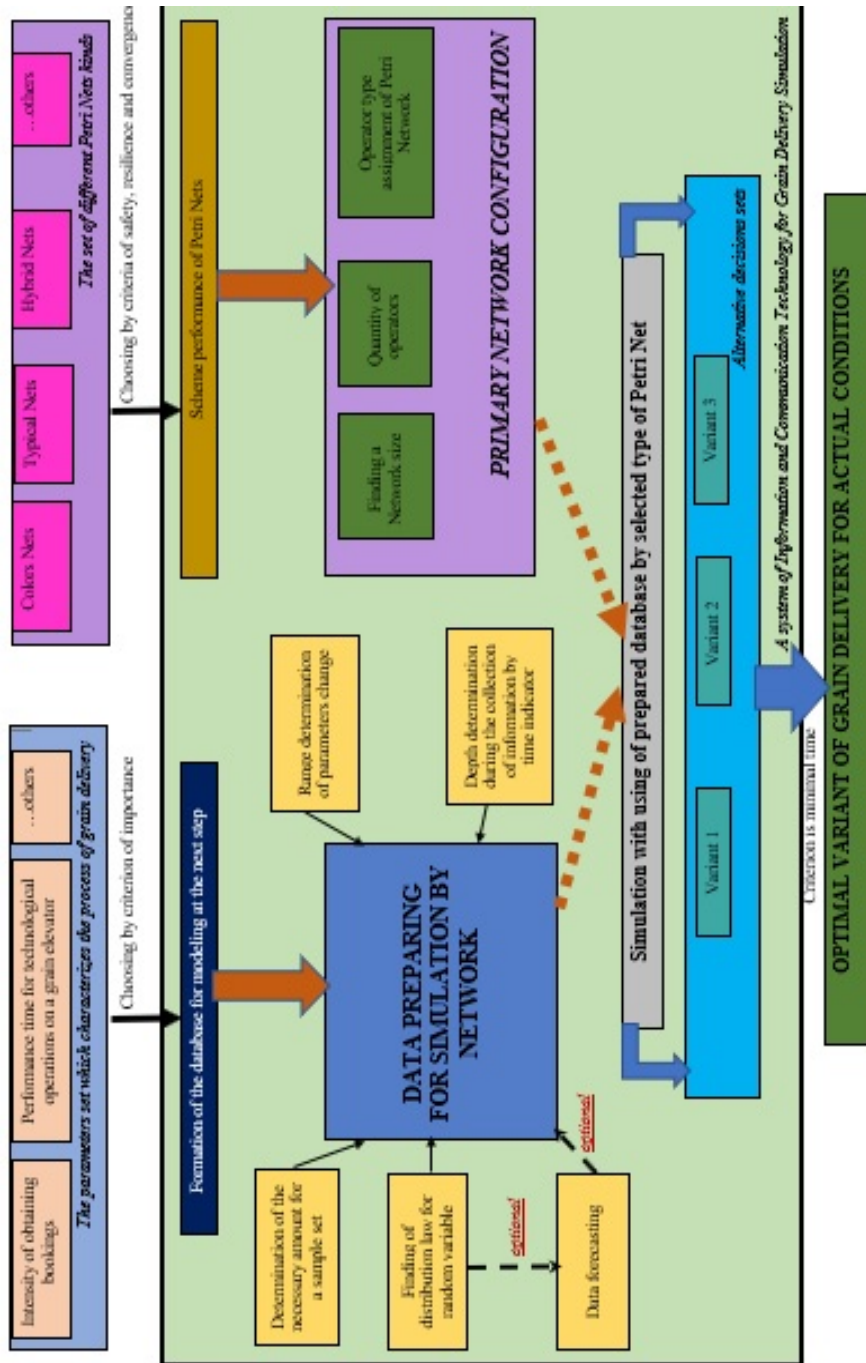 Intensity of obtaining
bookings
Performance time for technological
operations on a grain elevator
...others
The parameters set which characterizes the process of grain delivery
Colors Nets
Typical Nets
Hybrid Nets
...others
The set of different Petri Nets kinds
Choosing by criterion of importance
Choosing by criteria of safety, resilience and convergence
Formation of the database for modeling at the next step
Scheme performance of Petri Nets
Determination of the
necessary amount for
a sample set
Finding of
distribution law for
random variable
Data forecasting
optional
optional
DATA PREPARING
FOR SIMULATION BY
NETWORK
Range determination
of parameters change
Depth determination
during the collection
of information by
time indicator
Finding a
Network size
Quantity of
operators
Operator type
assignment of Petri
Network
PRIMARY NETWORK CONFIGURATION
Simulation with using of prepared database by selected type of Petri Net
Variant 1
Variant 2
Variant 3
Alternative decisions sets
A system of Information and Communication Technology for Grain Delivery Simulation
Criterion is minimal time
OPTIMAL VARIANT OF GRAIN DELIVERY FOR ACTUAL CONDITIONS